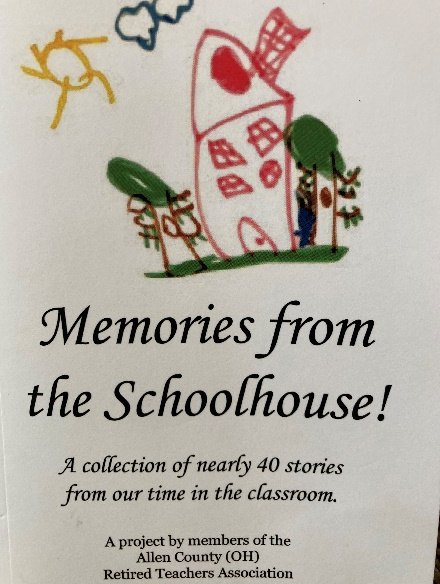 Memories from
the Schoolhouse!
A collection of nearly 40 stories
from our time in the classroom.
A project by members of the
Allen County (OH)
Retired Teachers Association